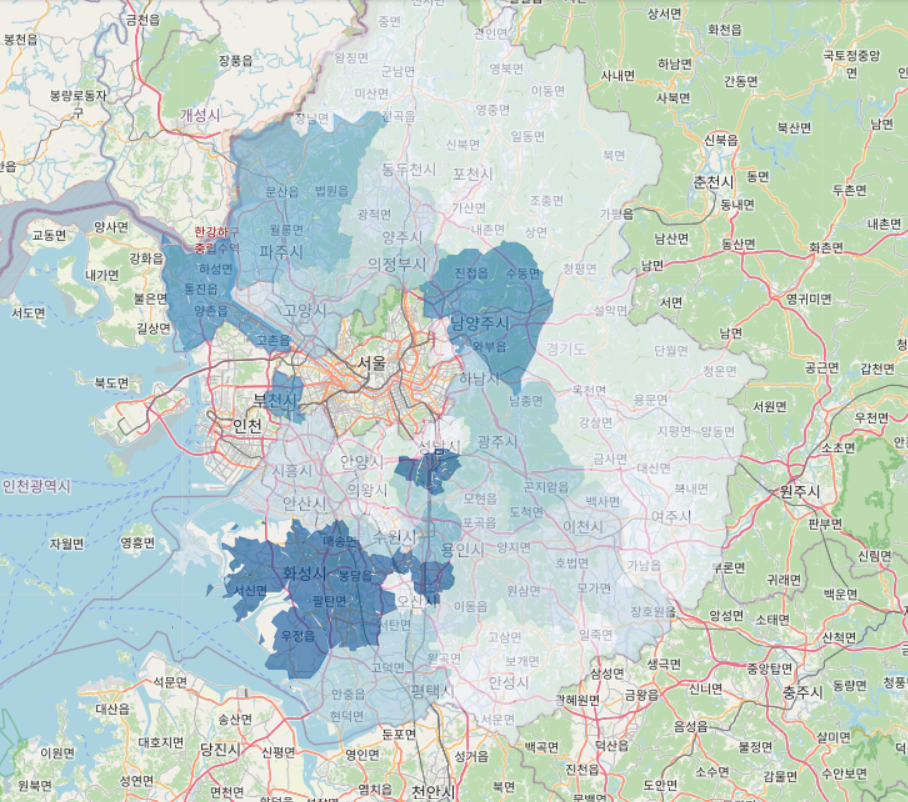 금천읍
봉천읍
장풍읍
봉량로동자
구
개성시
중면
관인면
왕징면
군남면
영북면
미산면
이동면
장남면
전곡읍
영중면
일동면
신북면
북면
동두천시
포천시
상서면
화천읍
하남면
국토정중앙
면
사내면
간동면
사북면
북산면
남면
신북읍
춘천시
동면
두촌면
동내면
양사면
교동면
한강하구
중립수역
강화읍
내가면
하성면
불은면
통진읍
서도면
양촌읍
길상면
고촌읍
문산읍
법원읍
월롱면
파주시
광적면
양주시
의정부시
고양시
가산면
조종면
내촌면
상면
가평읍
진접읍
수동면
청평면
남양주시
설악면
와부읍
경기도
서울
하남시
남종면
옥천면
단월면
청운면
용문면
강상면
지평면
양동면
남산면
동산면
화촌면
내촌면
남면
서면
영귀미면
남면
공근면
갑천면
서원면
우천면
북도면
부천시
인천
인천광역시
시흥시
안양시
성남시
광주시
금사면
대신면
안산시
의왕시
모현읍
곤지암읍
백사면
북내면
도척면
포곡읍
이천시
여주시
소초면
원주시
판부면
자월면
영흥면
매송면
수원시
용인시
양지면
호법면
가남읍
부론면
귀래면
신림면
화성시
봉담읍
서신면
팔탄면
오산시
원삼면
모가면
백운면
이동읍
장호원읍
앙성면
소태면
우정읍
서탄면
고삼면
일죽면
산척면
고덕면
양성면
보개면
생극면
중앙탑면
안중읍
평택시
안성시
삼성면
금왕읍
신니면
충주시
동량면
석문면
현덕면
서운면
광혜원면
대산읍
송산면
둔포면
음성읍
살미면
대호지면
당진시
신평면
영인면
성거읍
백곡면
덕산읍
불정면
이원면
진천읍
소수면
감물면
수안보면
원북면
성연면
면천면
염치읍
천안시
북면
도안면
문백면